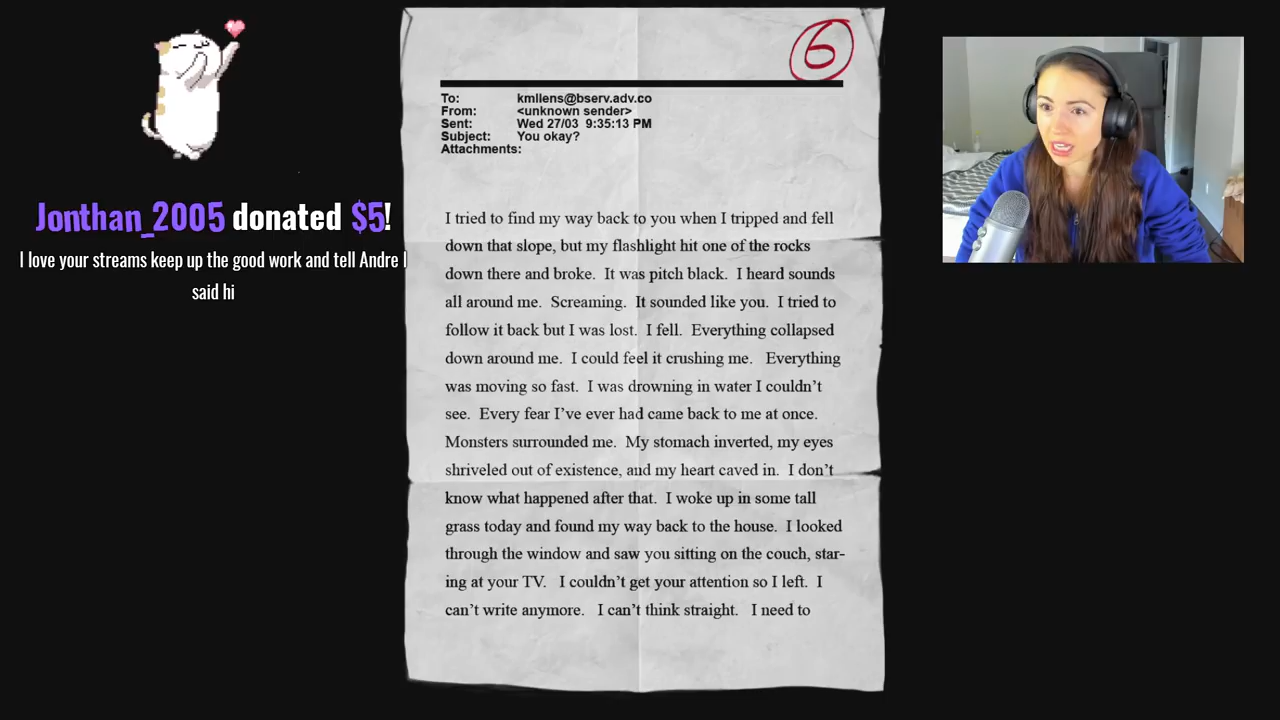 6
To: kmllens@bserv.adv.co
From: <unknown sender>
Sent: Wed 27/03 9:35:13 PM
Subject: You okay?
Attachments:
Jonthan_2005 donated $5!
I love your streams keep up the good work and tell Andre I
said hi
I tried to find my way back to you when I tripped and fell
down that slope, but my flashlight hit one of the rocks
down there and broke. It was pitch black. I heard sounds
all around me. Screaming. It sounded like you. I tried to
follow it back but I was lost. I fell. Everything collapsed
down around me. I could feel it crushing me. Everything
was moving so fast. I was drowning in water I couldn't
see. Every fear I've ever had came back to me at once.
Monsters surrounded me. My stomach inverted, my eyes
shriveled out of existence, and my heart caved in. I don't
know what happened after that. I woke up in some tall
grass today and found my way back to the house. I looked
through the window and saw you sitting on the couch, star-
ing at your TV. I couldn't get your attention so I left. I
can't write anymore. I can't think straight. I need to